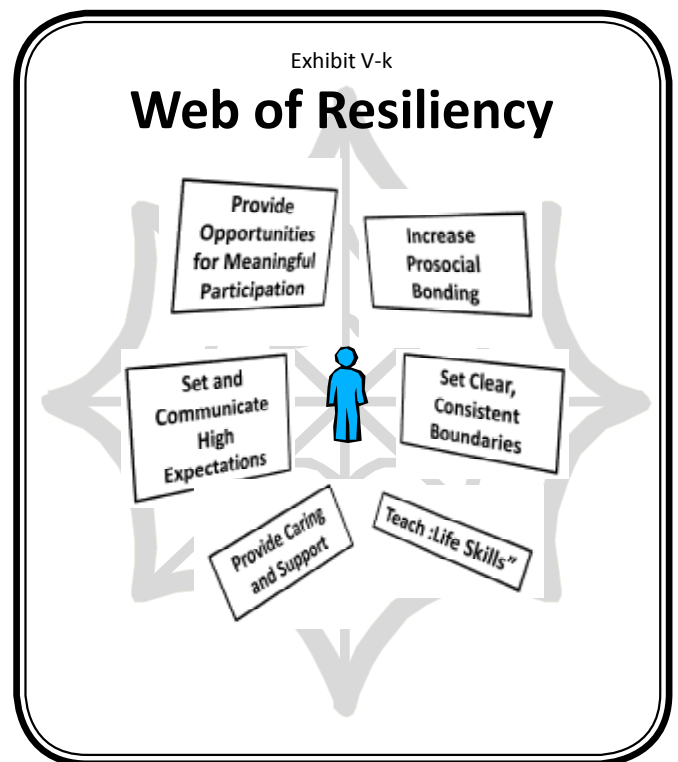 Exhibit V-k
Web of Resiliency
Provide
Opportunities
for Meaningful
Participation
Increase
Prosocial
Bonding
Set and
Communicate
High
Expectations
Set Clear,
Consistent
Boundaries
Provide Caring
and Support
Teach :Life Skills”